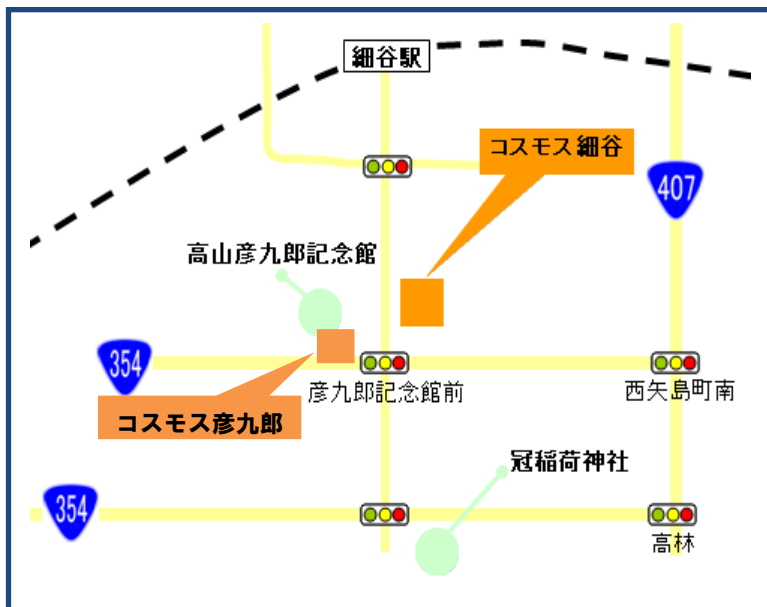 細谷駅
コスモス細谷
407
高山彦九郎記念館
354
彦九郎記念館前
西矢島町南
コスモス彦九郎
冠稲荷神社
354
高林